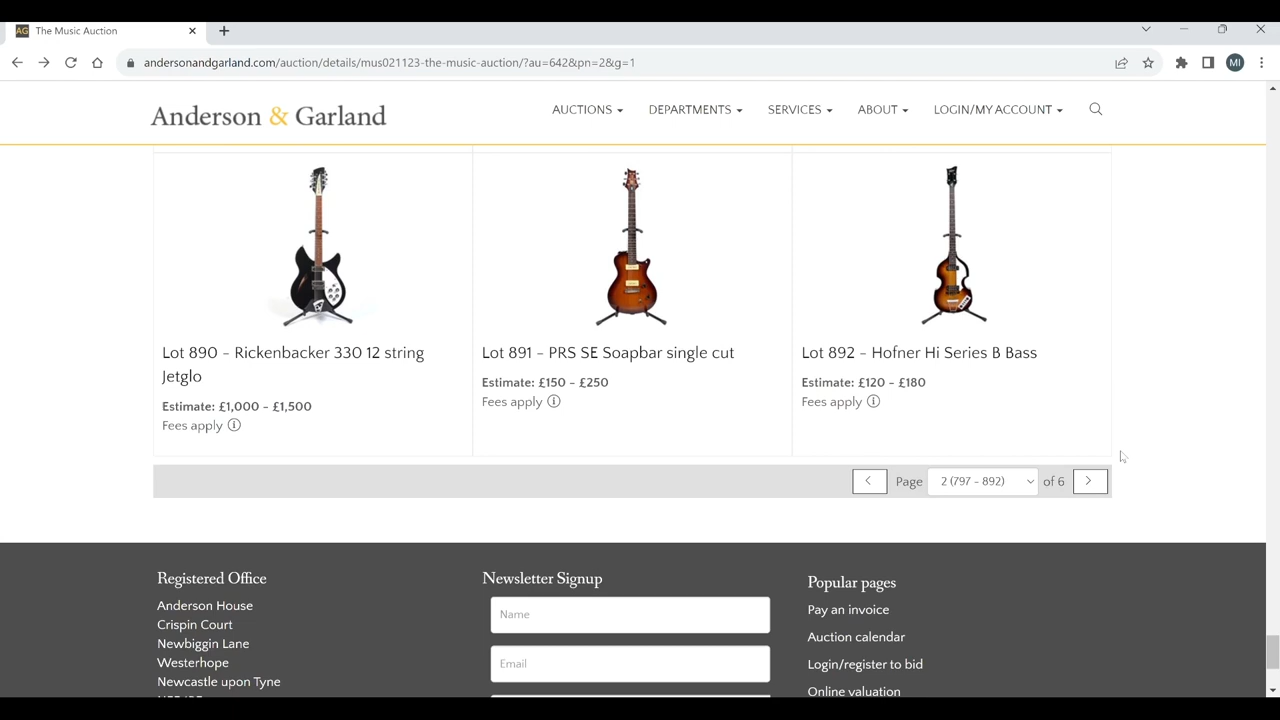 AG The Music Auction
andersonandgarland.com/auction/details/mus021123-the-music-auction/?au=642&pn=2&g=1
MI
Anderson & Garland
AUCTIONS DEPARTMENTS SERVICES ABOUT LOGIN/MY ACCOUNT
Lot 890 - Rickenbacker 330 12 string
Jetglo
Estimate: £1,000 - £1,500
Fees apply
Lot 891 - PRS SE Soapbar single cut
Estimate: £150 - £250
Fees apply
Lot 892 - Hofner Hi Series B Bass
Estimate: £120 - £180
Fees apply
Page 2 (797 - 892) of 6
Registered Office
Anderson House
Crispin Court
Newbiggin Lane
Westerhope
Newcastle upon Tyne
Newsletter Signup
Name
Email
Popular pages
Pay an invoice
Auction calendar
Login/register to bid
Online valuation